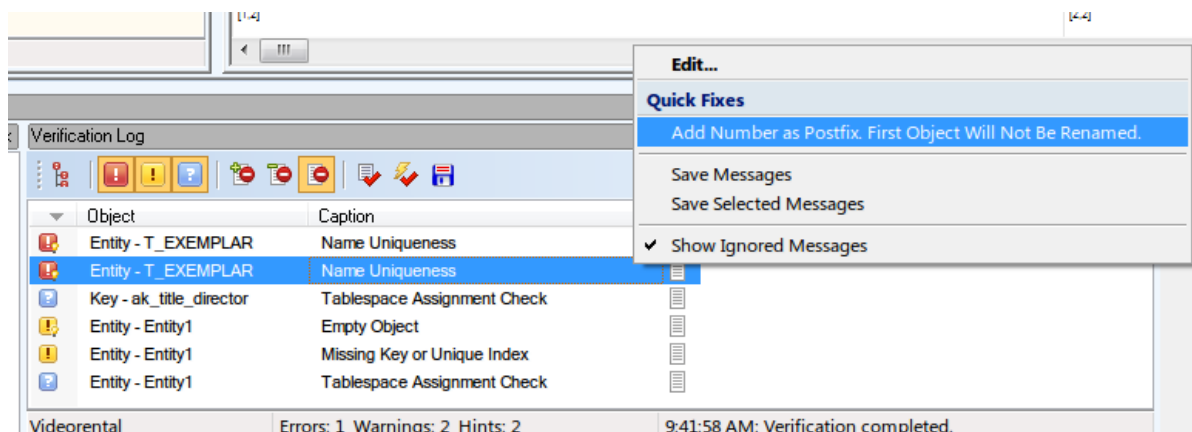 [1,2]
[2,2]
Edit...
Quick Fixes
Add Number as Postfix. First Object Will Not Be Renamed.
Save Messages
Save Selected Messages
Show Ignored Messages
Verification Log
Object Caption
Entity - T_EXEMPLAR Name Uniqueness
Entity - T_EXEMPLAR Name Uniqueness
Key - ak_title_director Tablespace Assignment Check
Entity - Entity1 Empty Object
Entity - Entity1 Missing Key or Unique Index
Entity - Entity1 Tablespace Assignment Check
Videorental Errors: 1 Warnings: 2 Hints: 2 9:41:58 AM: Verification completed.